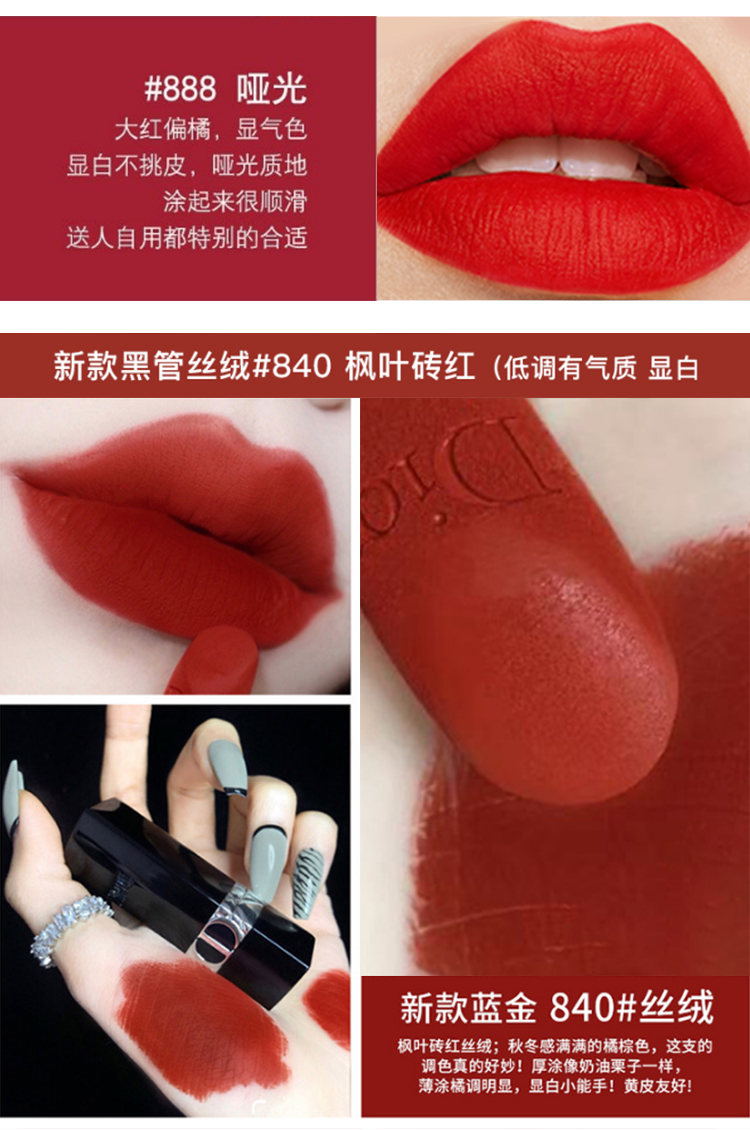 #888 哑光
大红偏橘，显气色
显白不挑皮，哑光质地
涂起来很顺滑
送人自用都特别的合适
新款黑管丝绒#840 枫叶砖红（低调有气质 显白
Dio
新款蓝金 840#丝绒
枫叶砖红丝绒；秋冬感满满的橘棕色，这支的
调色真的好妙！厚涂像奶油栗子一样，
薄涂橘调明显，显白小能手！黄皮友好!